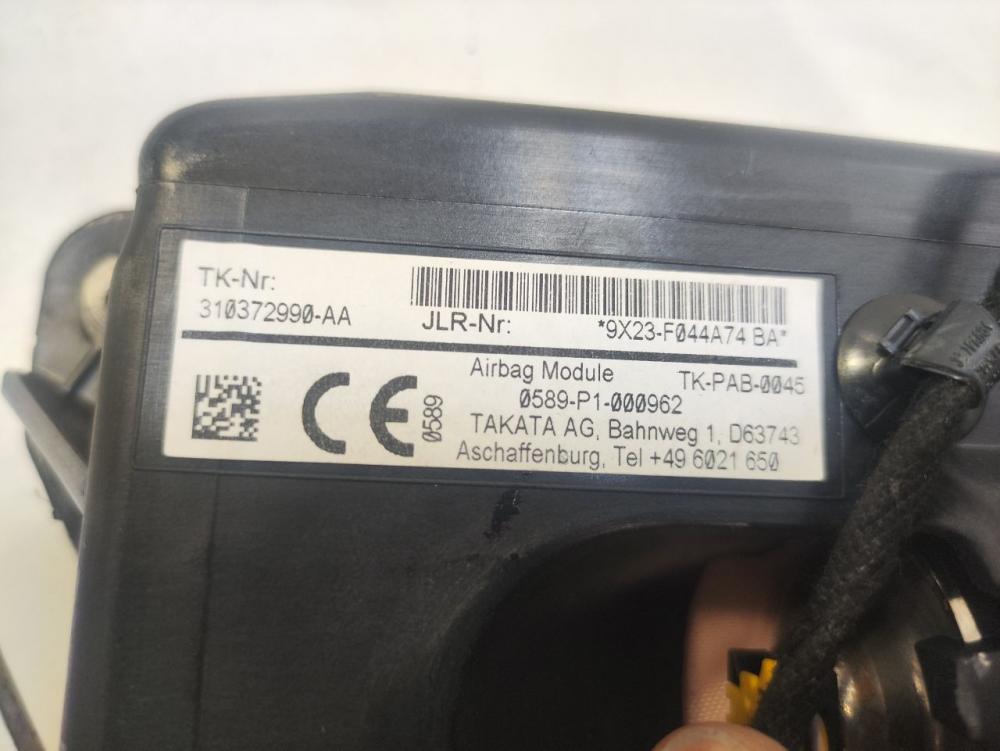 TK-Nr:
310372990-AA
JLR-Nr: *9X23-F044A74 BA*
CE
0589
Airbag Module TK-PAB-0045
0589-P1-000962
TAKATA AG, Bahnweg 1, D63743
Aschaffenburg, Tel +49 6021 650